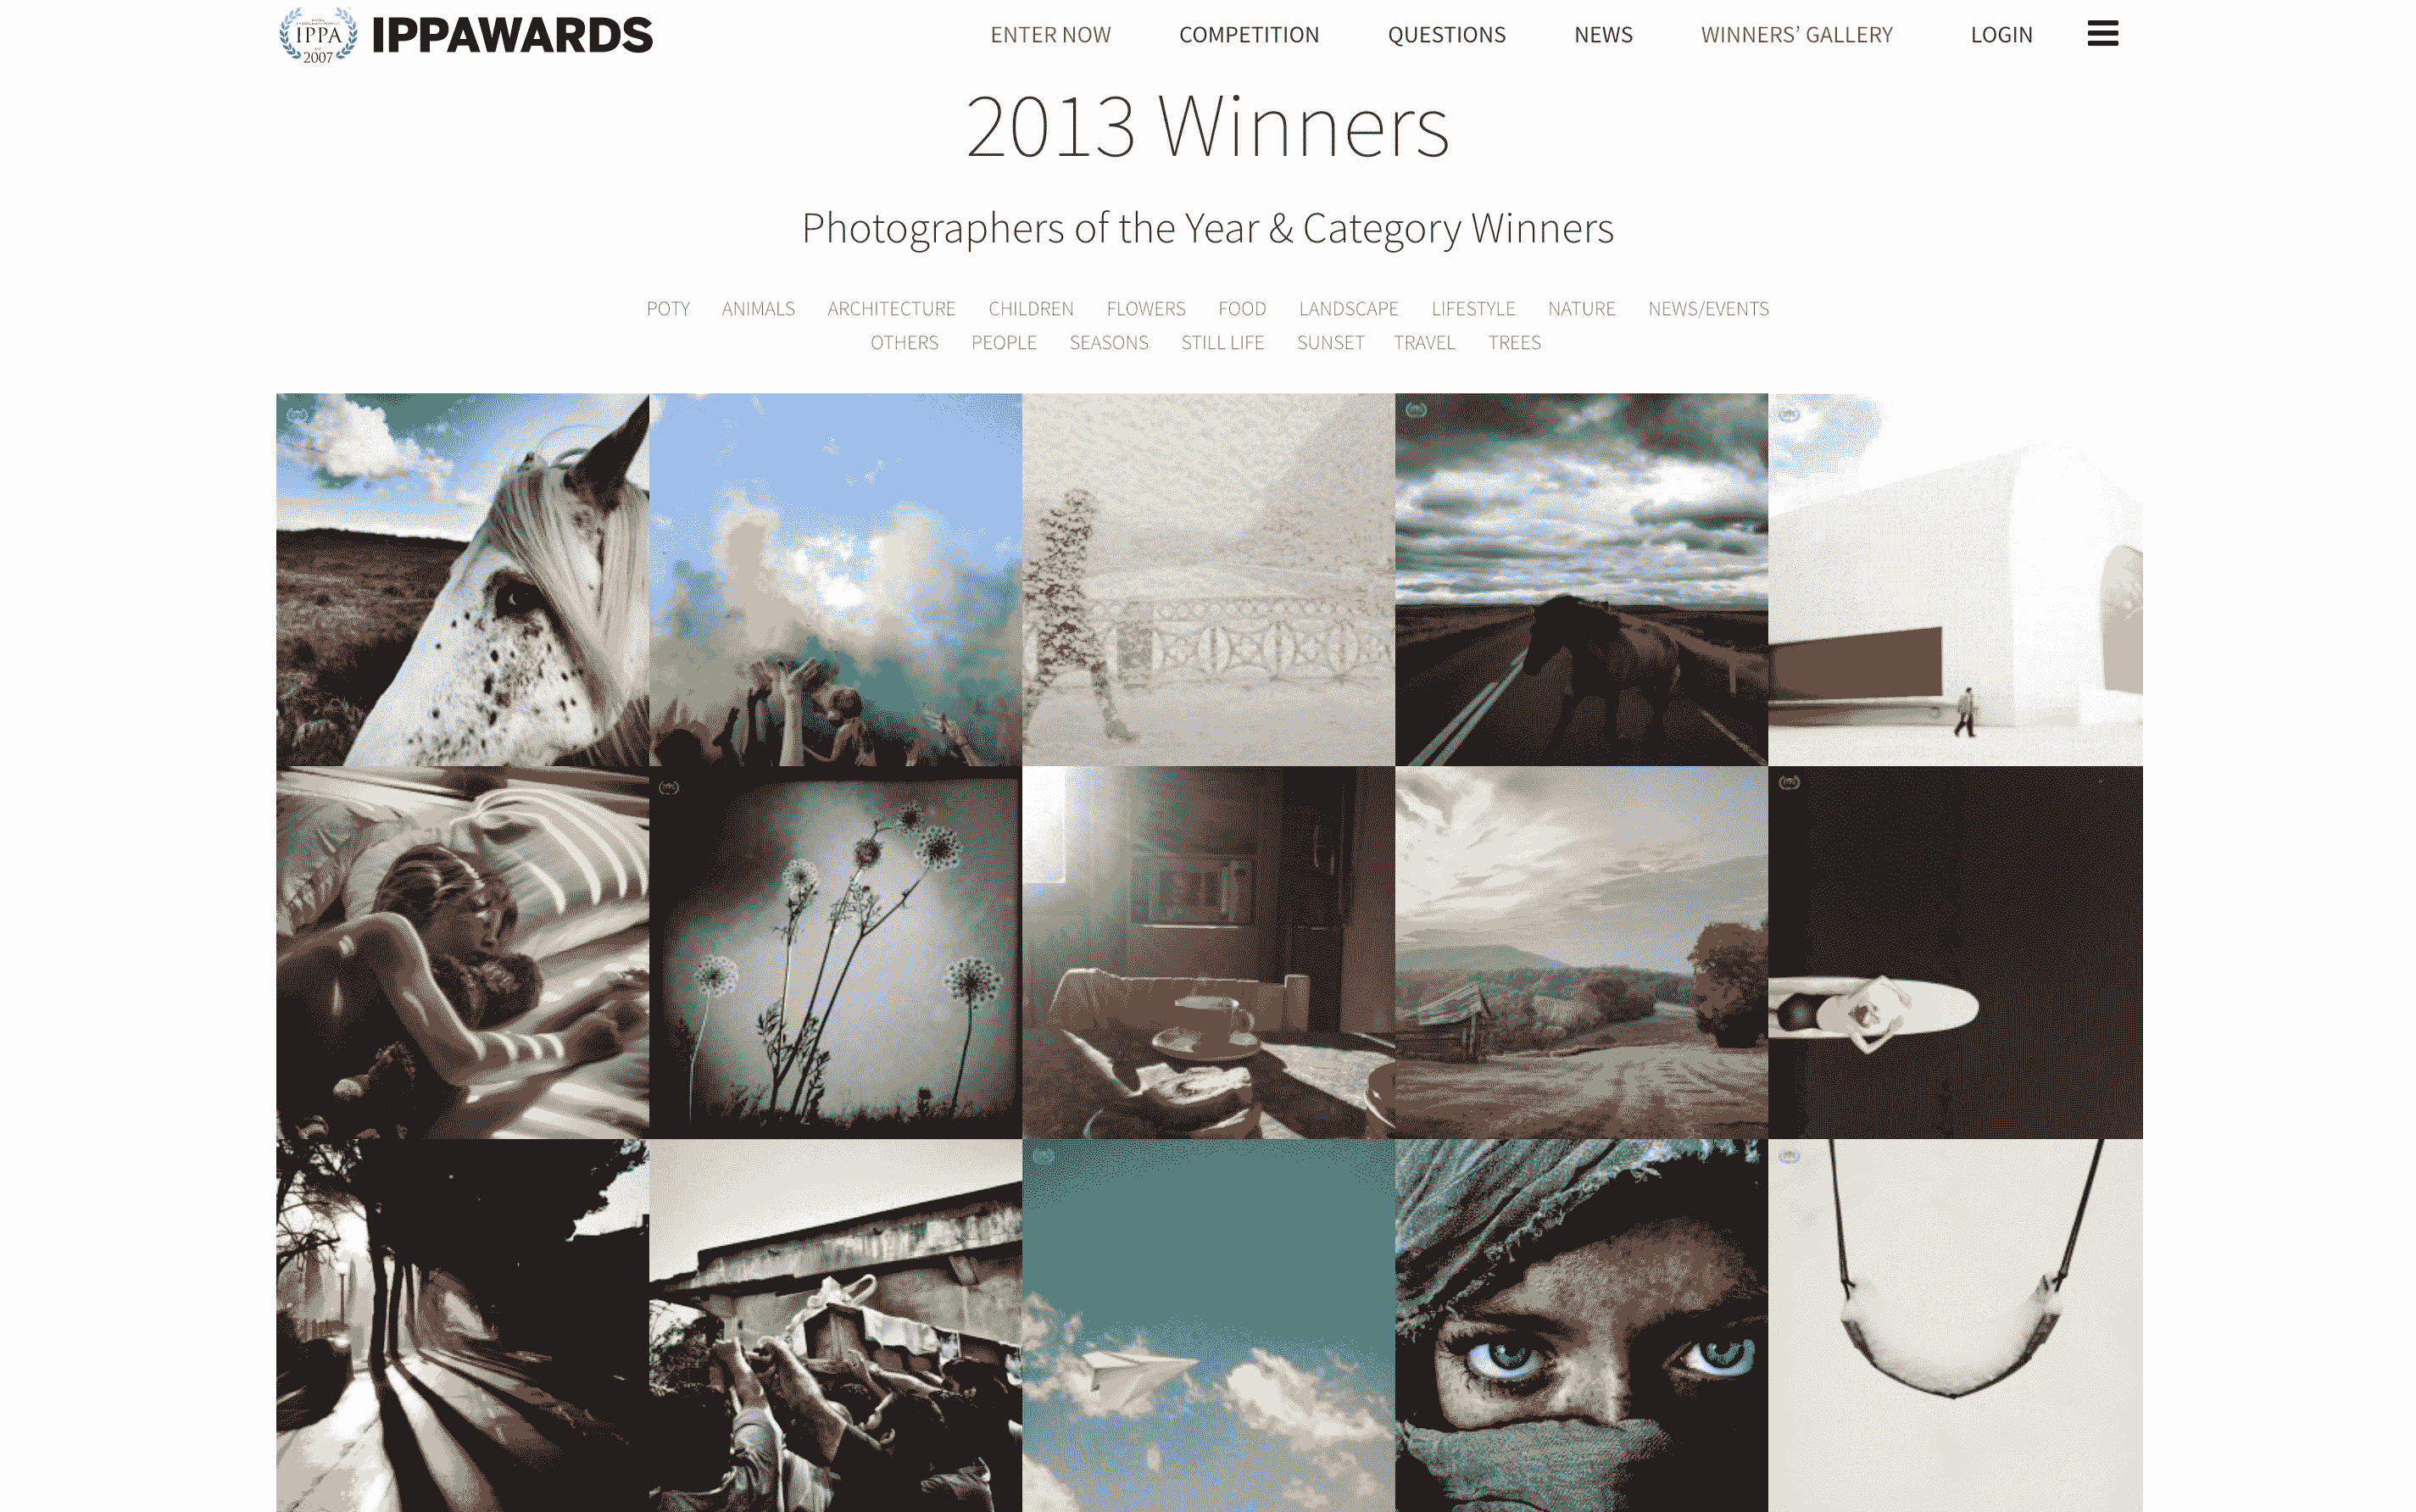 IPPA
2007
IPPAWARDS
ENTER NOW COMPETITION QUESTIONS NEWS WINNERS’ GALLERY LOGIN
2013 Winners
Photographers of the Year & Category Winners
POTY ANIMALS ARCHITECTURE CHILDREN FLOWERS FOOD LANDSCAPE LIFESTYLE NATURE NEWS/EVENTS
OTHERS PEOPLE SEASONS STILL LIFE SUNSET TRAVEL TREES